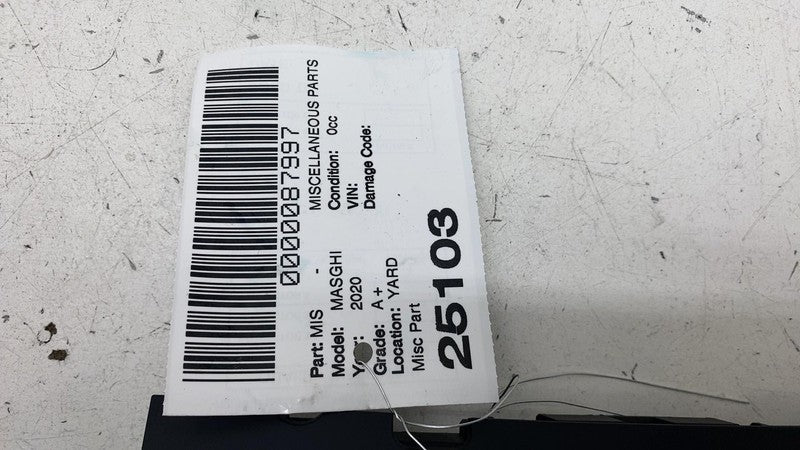 0000087997
Part: MIS - MISCELLANEOUS PARTS
Model: MASGHI Condition: 0cc
2020 VIN:
Grade: A+ Damage Code:
Location: YARD
Misc Part
25103